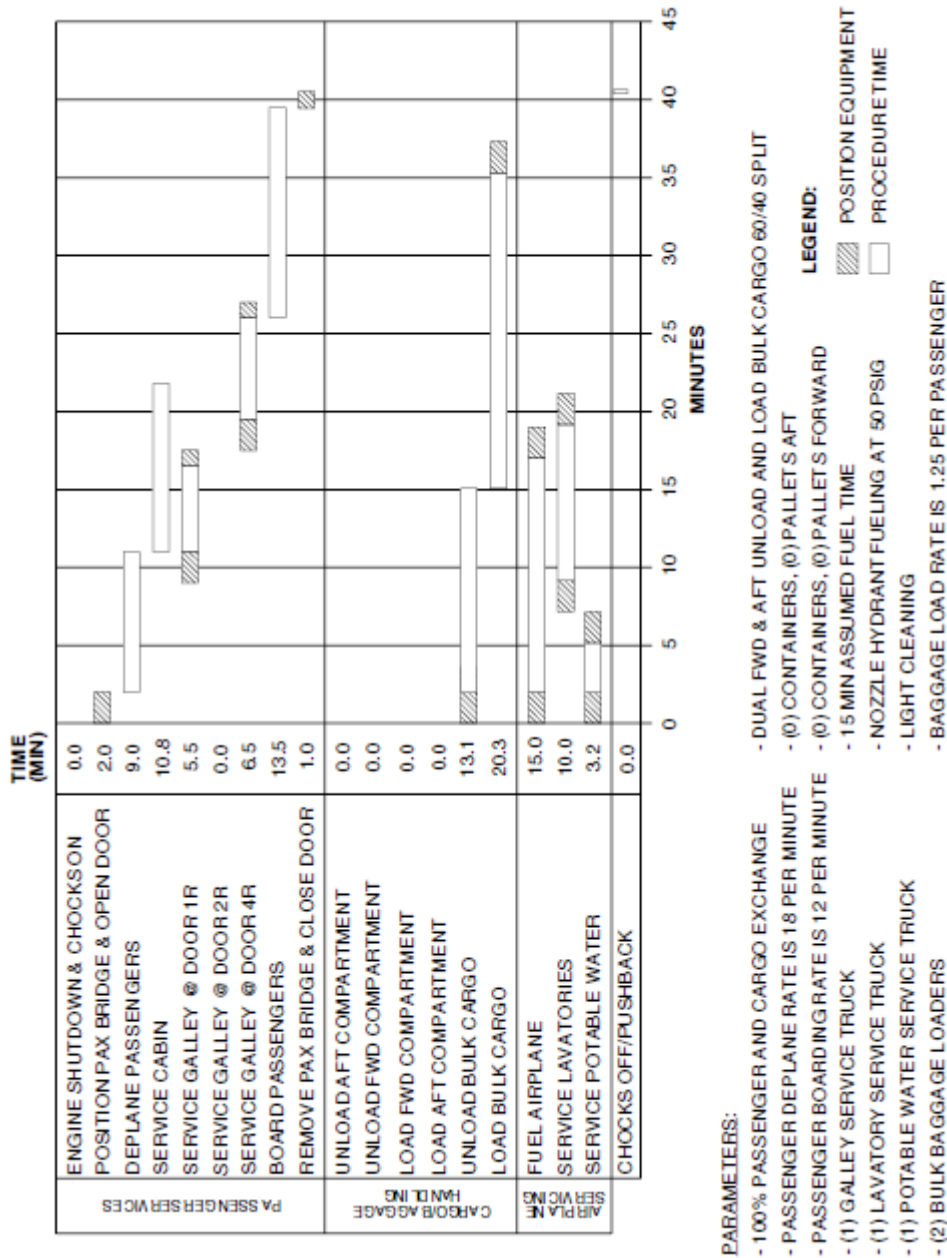 TIME
(MIN)
ENGINE SHUTDOWN & CHOCKS ON 0.0
POSITION PAX BRIDGE & OPEN DOOR 2.0
DEPLANE PASSENGERS 9.0
SERVICE CABIN 10.8
SERVICE GALLEY @ DOOR 1R 5.5
SERVICE GALLEY @ DOOR 2R 0.0
SERVICE GALLEY @ DOOR 4R 6.5
BOARD PASSENGERS 13.5
REMOVE PAX BRIDGE & CLOSE DOOR 1.0
PASSENGER SERVICES
UNLOAD AFT COMPARTMENT 0.0
UNLOAD FWD COMPARTMENT 0.0
LOAD FWD COMPARTMENT 0.0
LOAD AFT COMPARTMENT 0.0
UNLOAD BULK CARGO 13.1
LOAD BULK CARGO 20.3
CARGO/BAGGAGE
HANDLING
FUEL AIRPLANE 15.0
SERVICE LAVATORIES 10.0
SERVICE POTABLE WATER 3.2
AIRPLANE
SERVICING
CHOCKS OFF/PUSHBACK 0.0
0 5 10 15 20 25 30 35 40 45
MINUTES
PARAMETERS:
- 100% PASSENGER AND CARGO EXCHANGE
- PASSENGER DEPLANE RATE IS 18 PER MINUTE
- PASSENGER BOARDING RATE IS 12 PER MINUTE
- (1) GALLEY SERVICE TRUCK
- (1) LAVATORY SERVICE TRUCK
- (1) POTABLE WATER SERVICE TRUCK
- (2) BULK BAGGAGE LOADERS
- DUAL FWD & AFT UNLOAD AND LOAD BULK CARGO 60/40 SPLIT
- (0) CONTAINERS, (0) PALLETS AFT
- (0) CONTAINERS, (0) PALLETS FORWARD
- 15 MIN ASSUMED FUEL TIME
- NOZZLE HYDRANT FUELING AT 50 PSIG
- LIGHT CLEANING
- BAGGAGE LOAD RATE IS 1.25 PER PASSENGER
LEGEND:
POSITION EQUIPMENT
PROCEDURE TIME